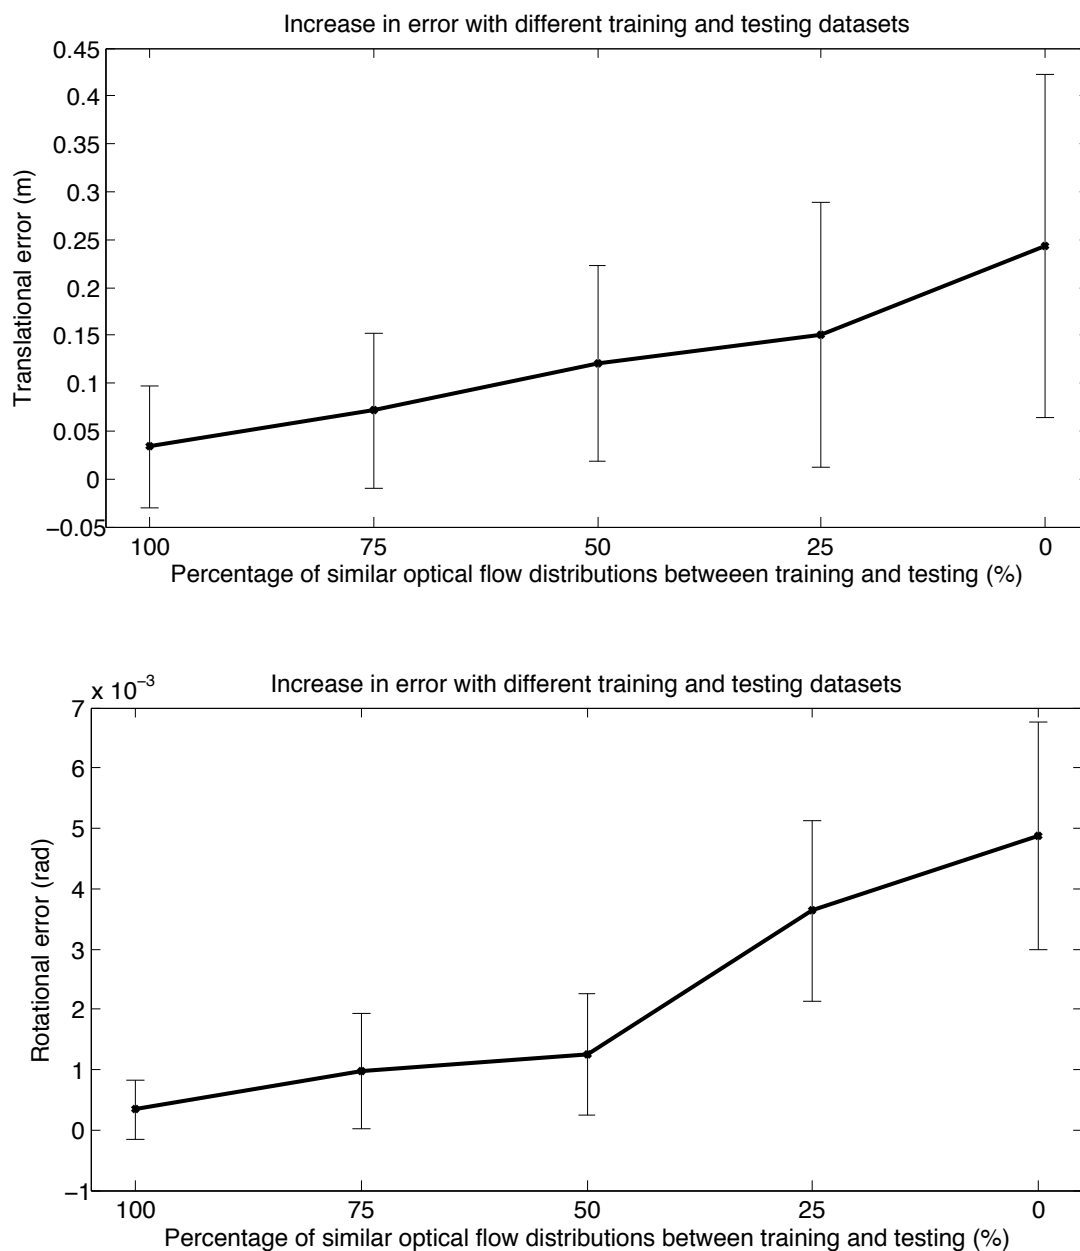 Increase in error with different training and testing datasets
0.45
0.4
0.35
0.3
0.25
0.2
0.15
0.1
0.05
0
−0.05
Translational error (m)
100 75 50 25 0
Percentage of similar optical flow distributions betweeen training and testing (%)
x 10−3
Increase in error with different training and testing datasets
7
6
5
4
3
2
1
0
−1
Rotational error (rad)
100 75 50 25 0
Percentage of similar optical flow distributions between training and testing (%)